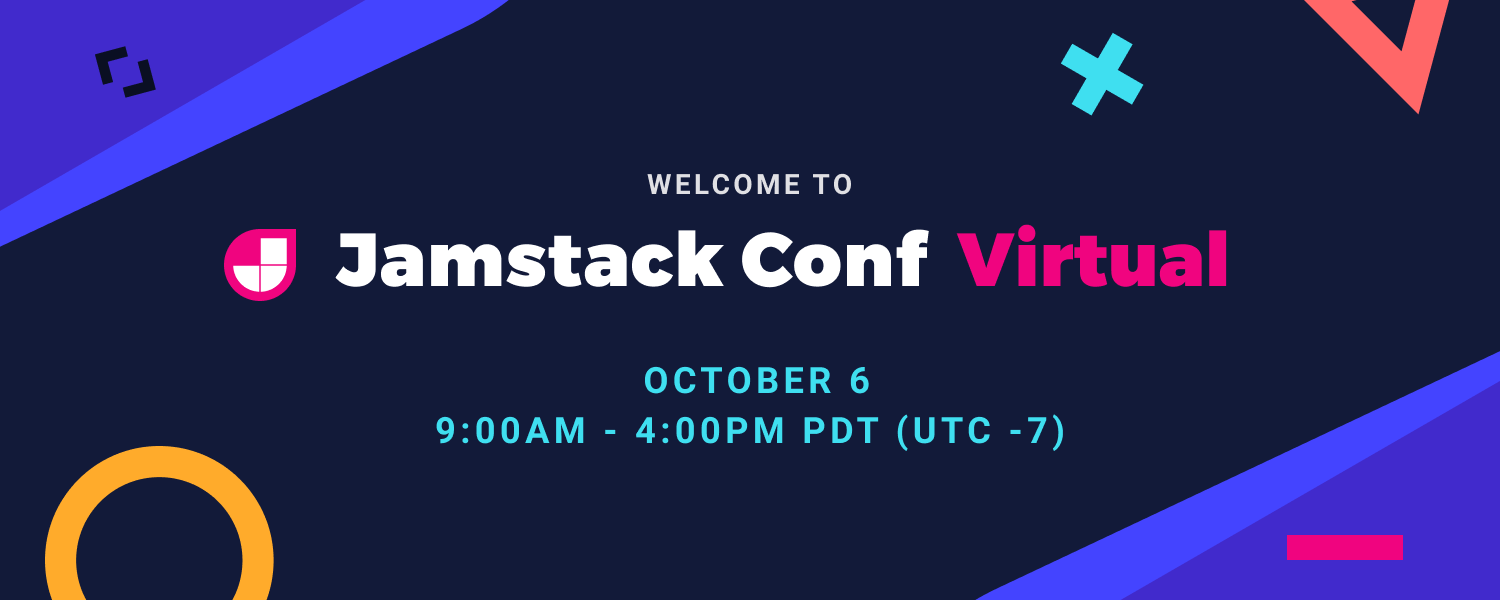 WELCOME TO
Jamstack Conf Virtual
OCTOBER 6
9:00AM - 4:00PM PDT (UTC -7)